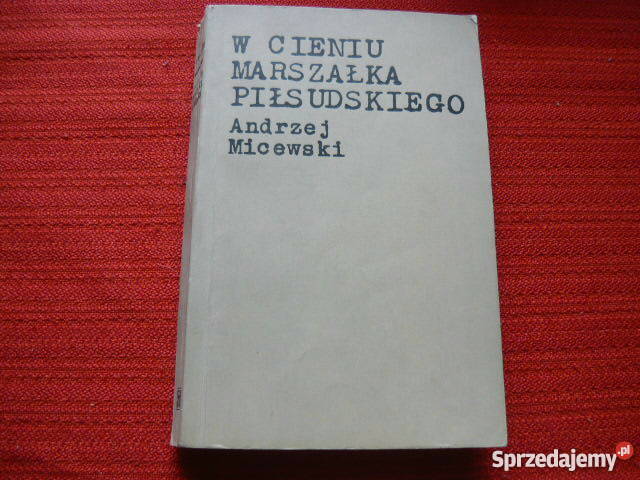 W CIENIU
MARSZAŁKA
PIŁSUDSKIEGO
Andrzej
Micewski
Sprzedajemy.pl